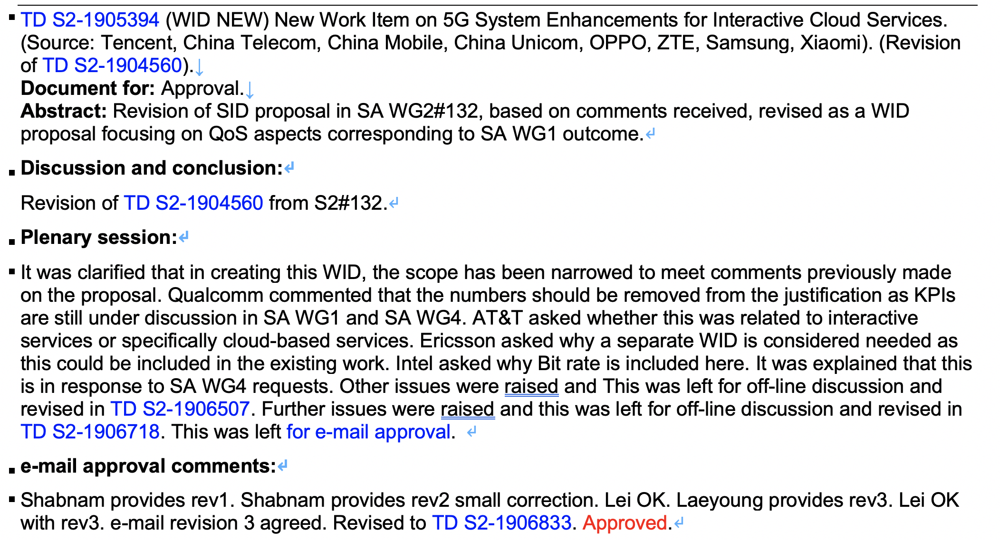 ▪ TD S2-1905394 (WID NEW) New Work Item on 5G System Enhancements for Interactive Cloud Services.
(Source: Tencent, China Telecom, China Mobile, China Unicom, OPPO, ZTE, Samsung, Xiaomi). (Revision
of TD S2-1904560).↓
Document for: Approval.↓
Abstract: Revision of SID proposal in SA WG2#132, based on comments received, revised as a WID
proposal focusing on QoS aspects corresponding to SA WG1 outcome.↵
▪ Discussion and conclusion:↵
Revision of TD S2-1904560 from S2#132.↵
▪ Plenary session:↵
▪ It was clarified that in creating this WID, the scope has been narrowed to meet comments previously made
on the proposal. Qualcomm commented that the numbers should be removed from the justification as KPIs
are still under discussion in SA WG1 and SA WG4. AT&T asked whether this was related to interactive
services or specifically cloud-based services. Ericsson asked why a separate WID is considered needed as
this could be included in the existing work. Intel asked why Bit rate is included here. It was explained that this
is in response to SA WG4 requests. Other issues were raised and This was left for off-line discussion and
revised in TD S2-1906507. Further issues were raised and this was left for off-line discussion and revised in
TD S2-1906718. This was left for e-mail approval. ↵
▪ e-mail approval comments:↵
▪ Shabnam provides rev1. Shabnam provides rev2 small correction. Lei OK. Laeyoung provides rev3. Lei OK
with rev3. e-mail revision 3 agreed. Revised to TD S2-1906833. Approved.↵